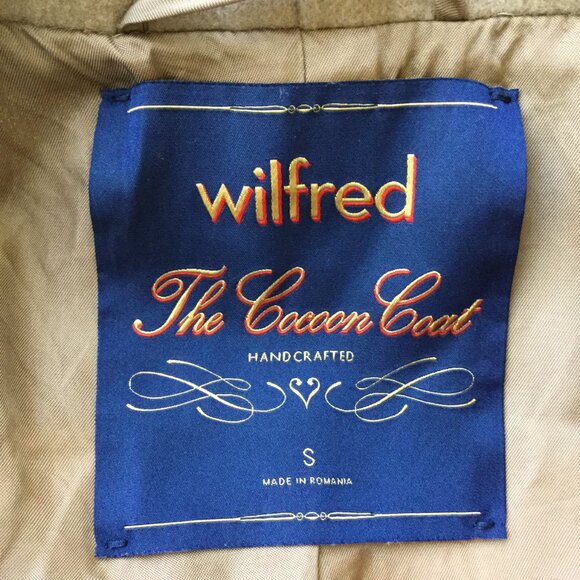 wilfred
The Cocoon Coat
HANDCRAFTED
S
MADE IN ROMANIA